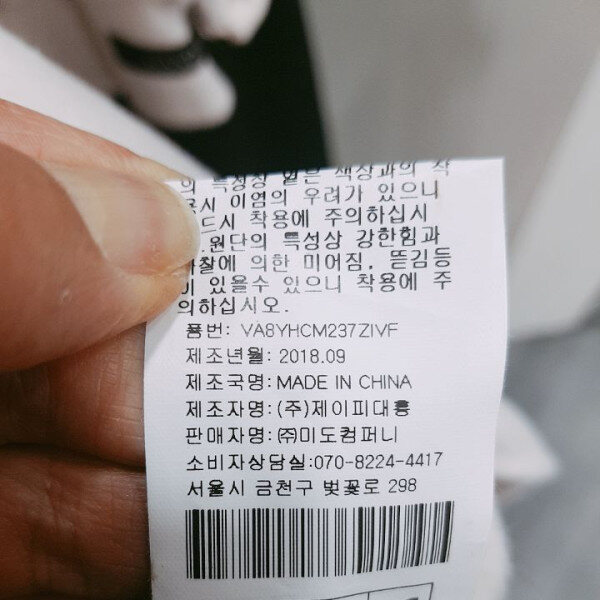 의 특성상 옅은 색상과의 착
용시 이염의 우려가 있으니
드시 착용에 주의하십시
원단의 특성상 강한힘과
마찰에 의한 미어짐, 뜯김등
이 있을수 있으니 착용에 주
의하십시오.
품번: VA8YHCM237ZIVF
제조년월: 2018.09
제조국명: MADE IN CHINA
제조자명: (주)제이피대흥
판매자명: ㈜미도컴퍼니
소비자상담실:070-8224-4417
서울시 금천구 벚꽃로 298